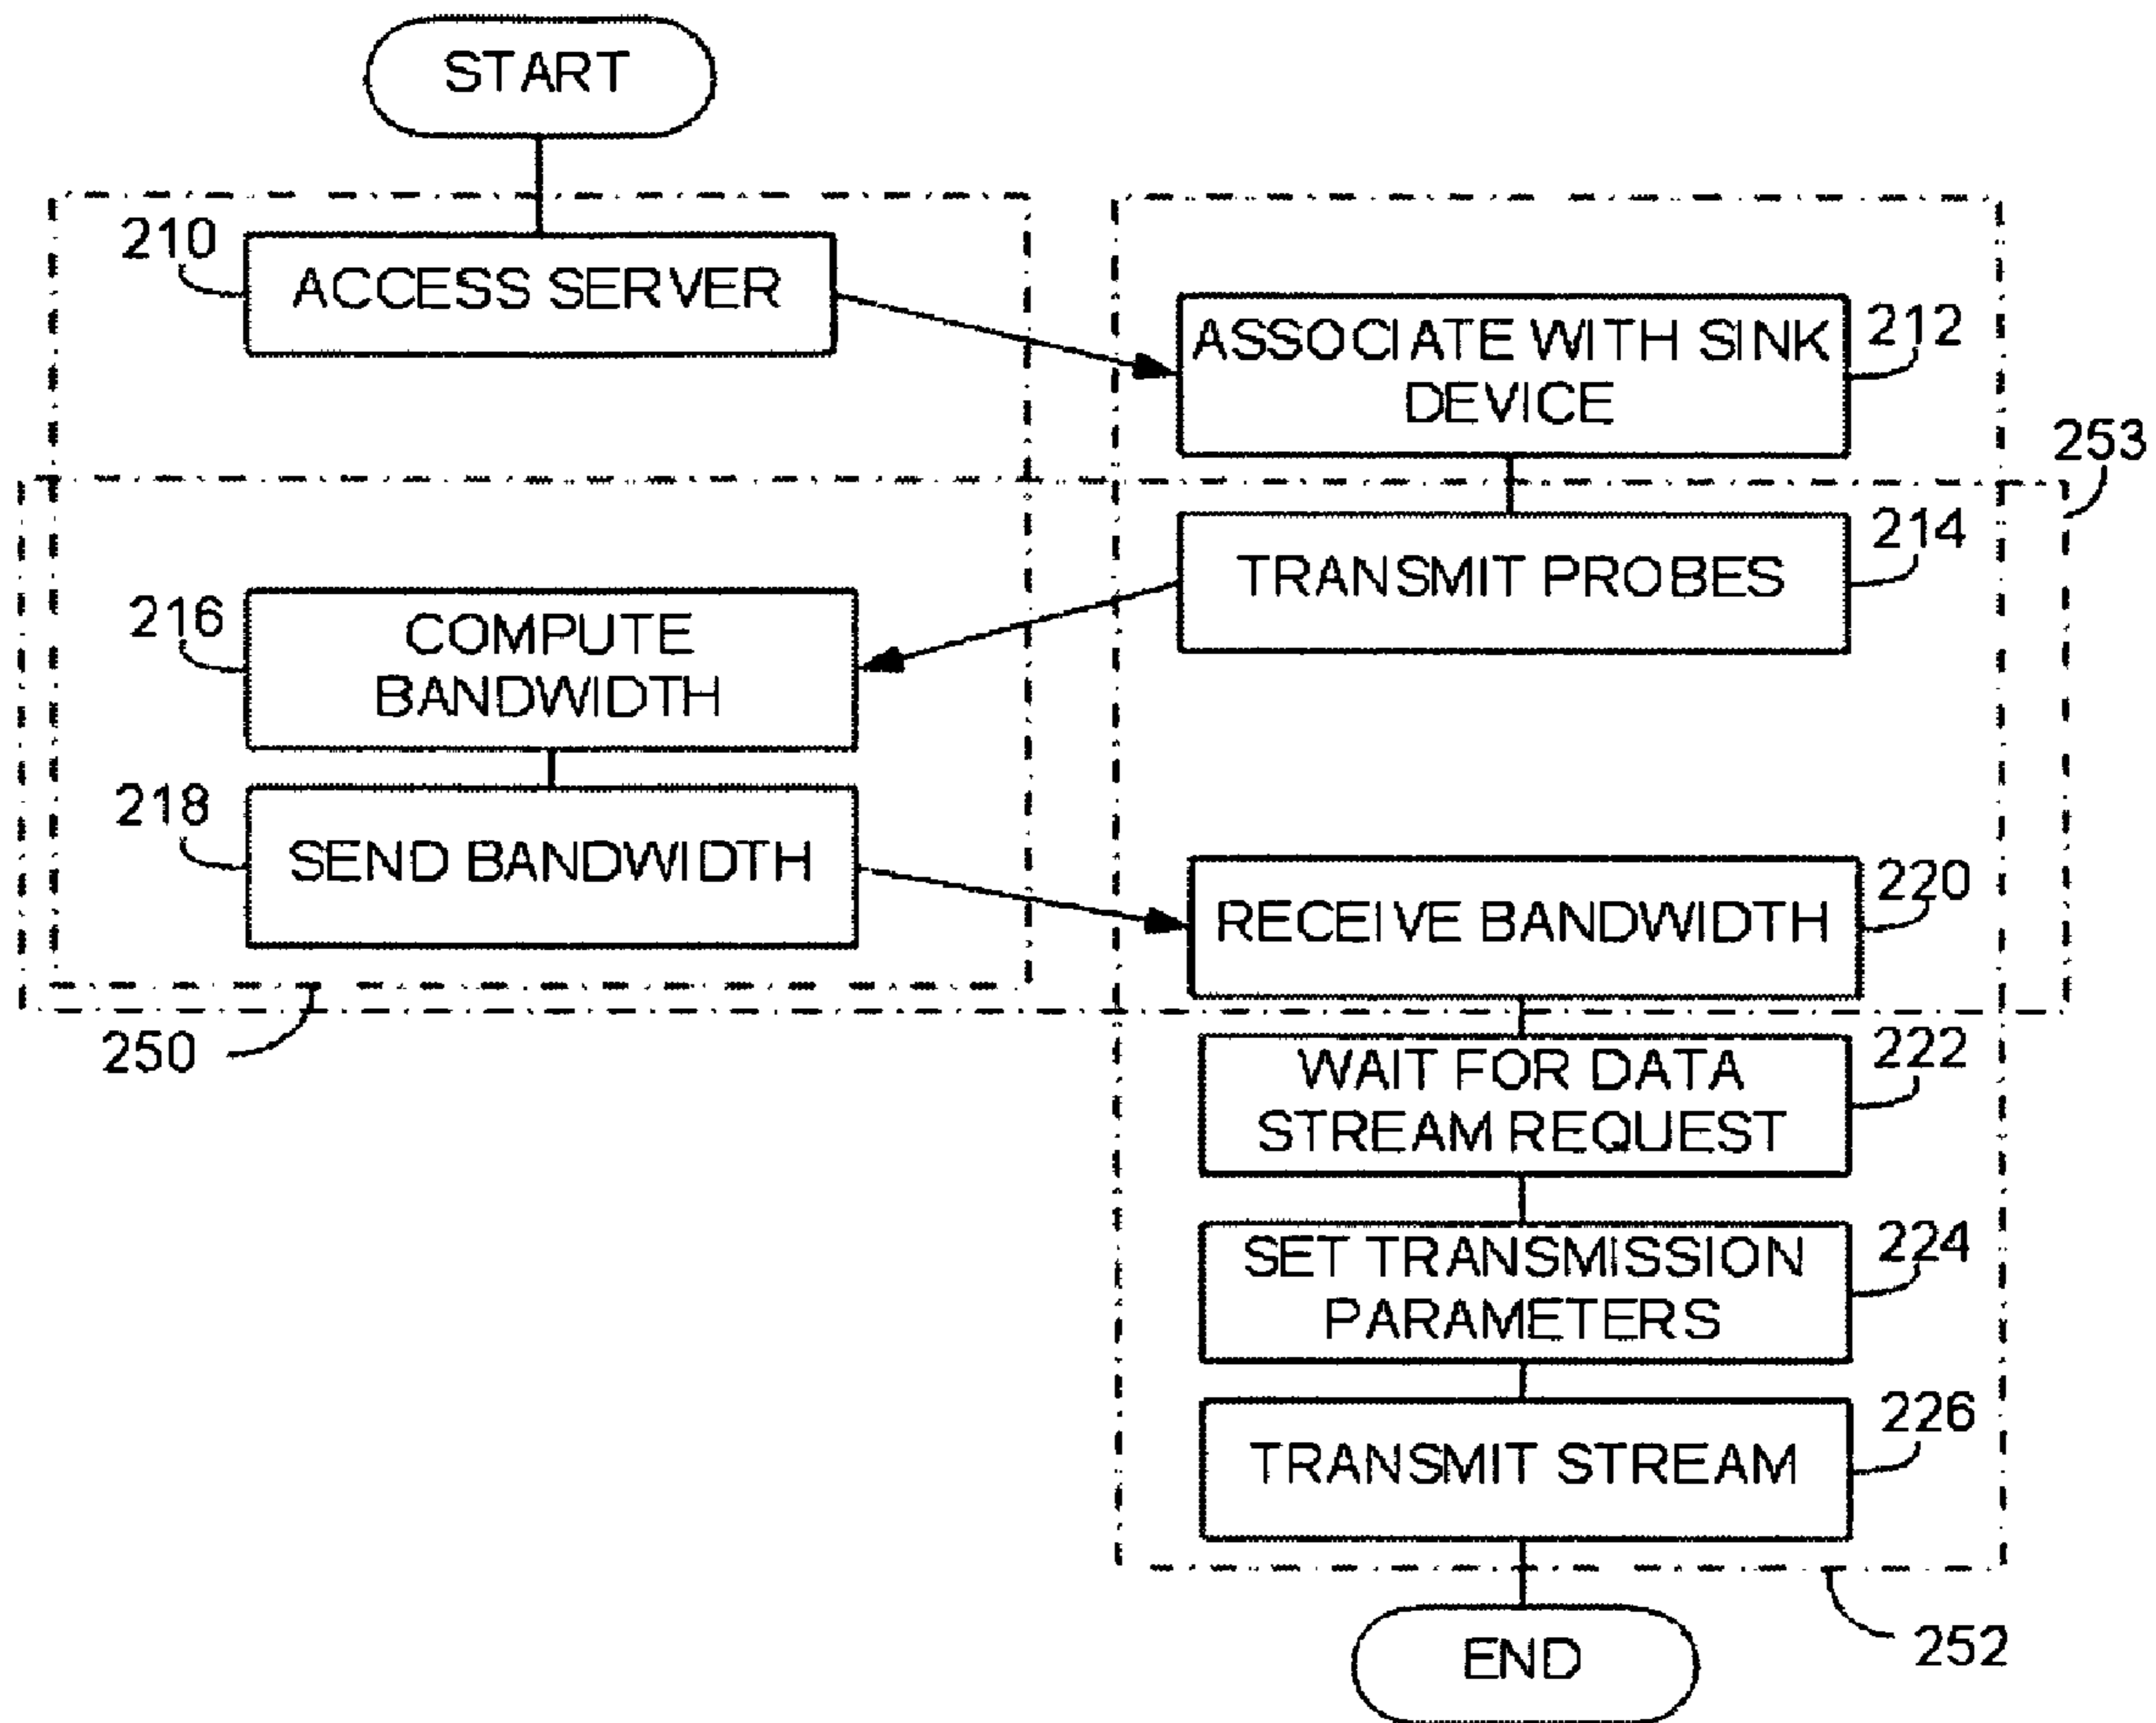 START
210
ACCESS SERVER
ASSOCIATE WITH SINK
DEVICE
212
253
TRANSMIT PROBES
214
216
COMPUTE
BANDWIDTH
218
SEND BANDWIDTH
RECEIVE BANDWIDTH
220
250
WAIT FOR DATA
STREAM REQUEST
222
SET TRANSMISSION
PARAMETERS
224
TRANSMIT STREAM
226
END
252